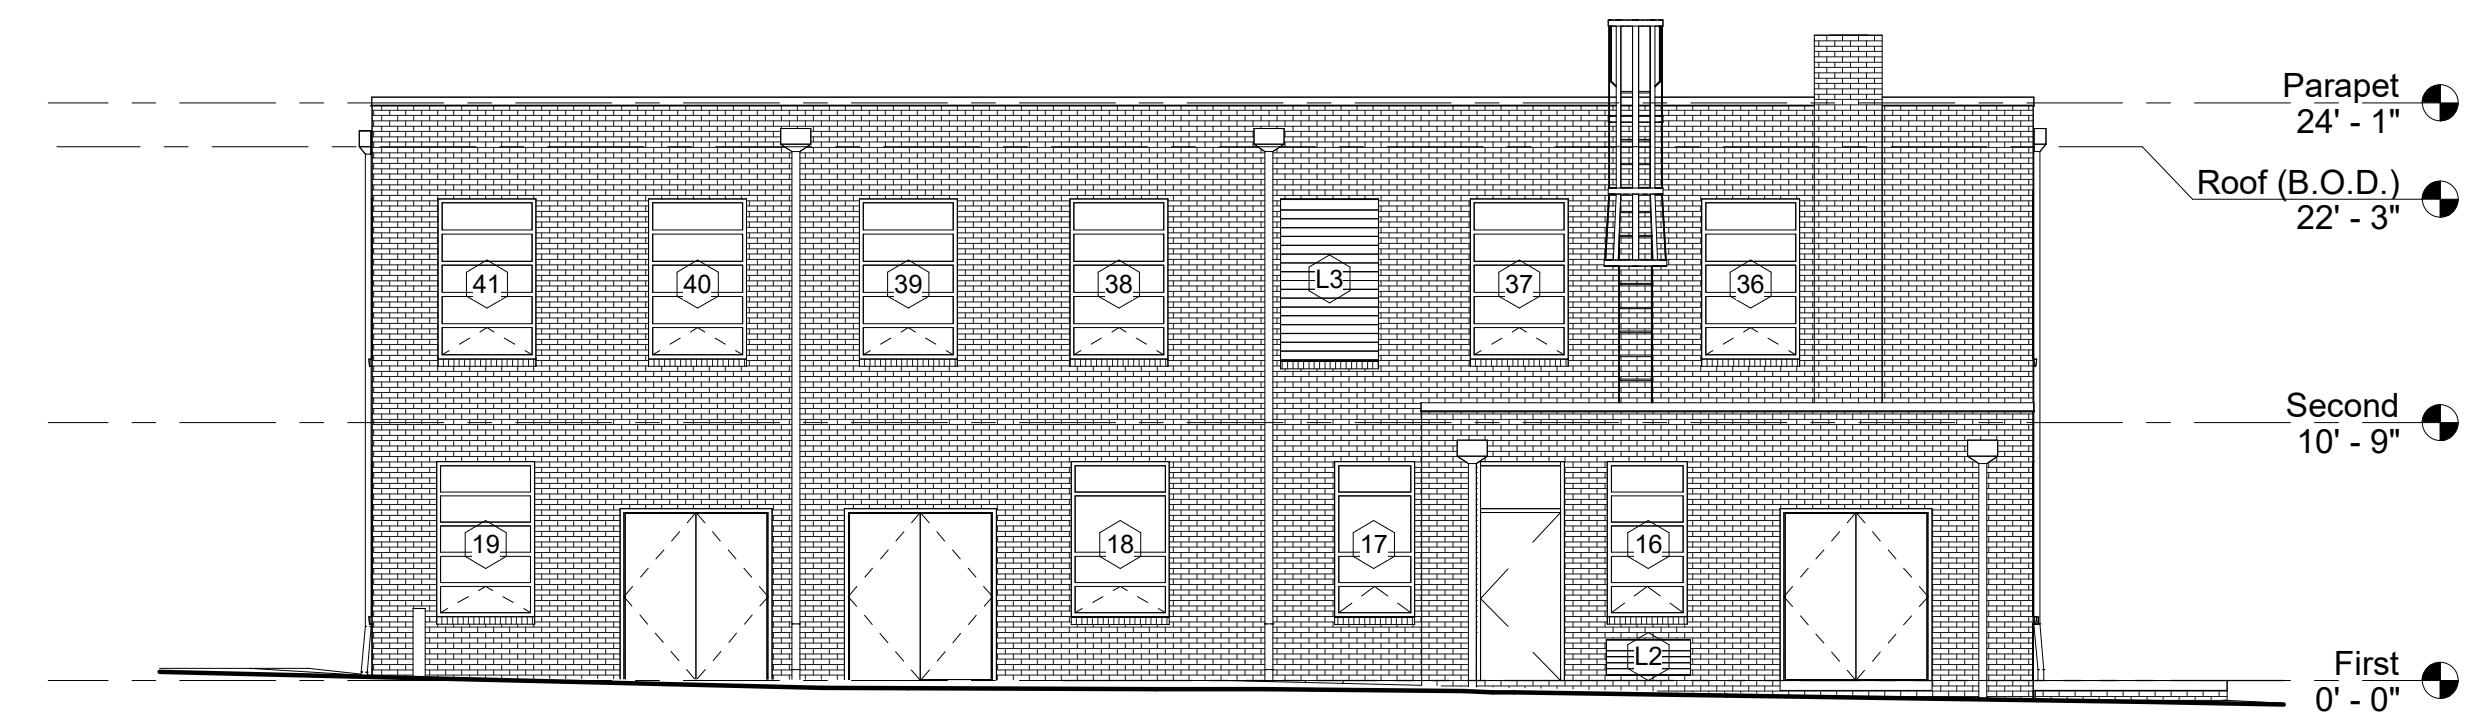 Parapet
24' - 1"
Roof (B.O.D.)
22' - 3"
41
40
39
38
L3
37
36
Second
10' - 9"
19
18
17
16
L2
First
0' - 0"